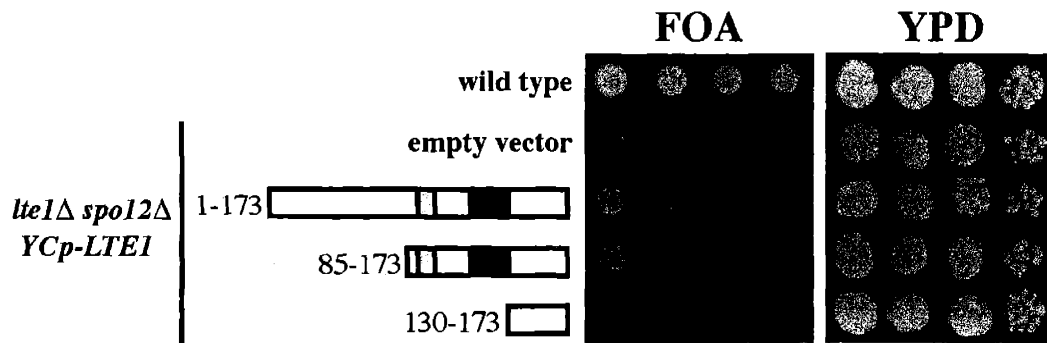 FOA YPD
wild type
empty vector
lte1Δ spo12Δ
YCp-LTE1
1-173
85-173
130-173